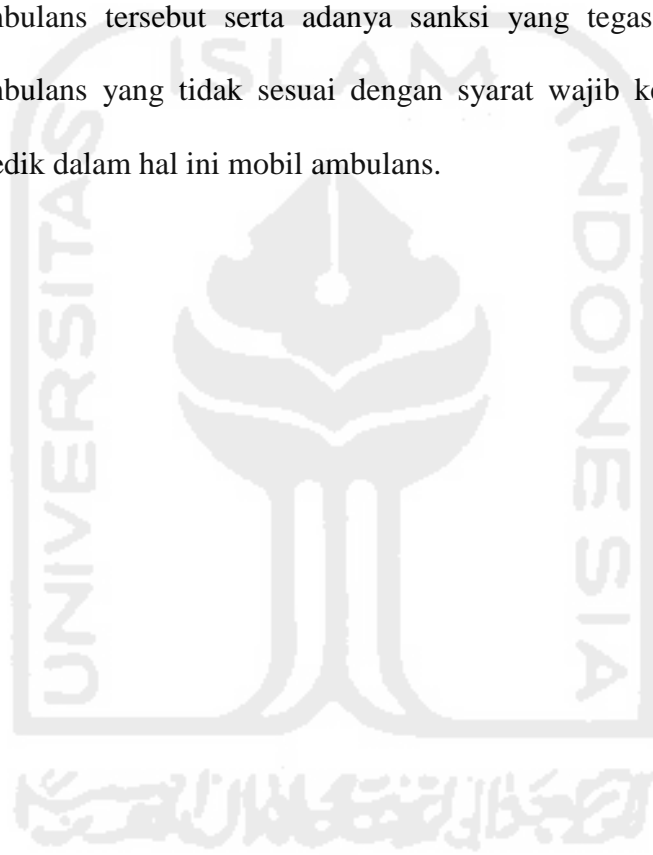 mbulans tersebut serta adanya sanksi yang tegas
mbulans yang tidak sesuai dengan syarat wajib ke
edik dalam hal ini mobil ambulans.
ISLAM
UNIVERSITAS
INDONESIA